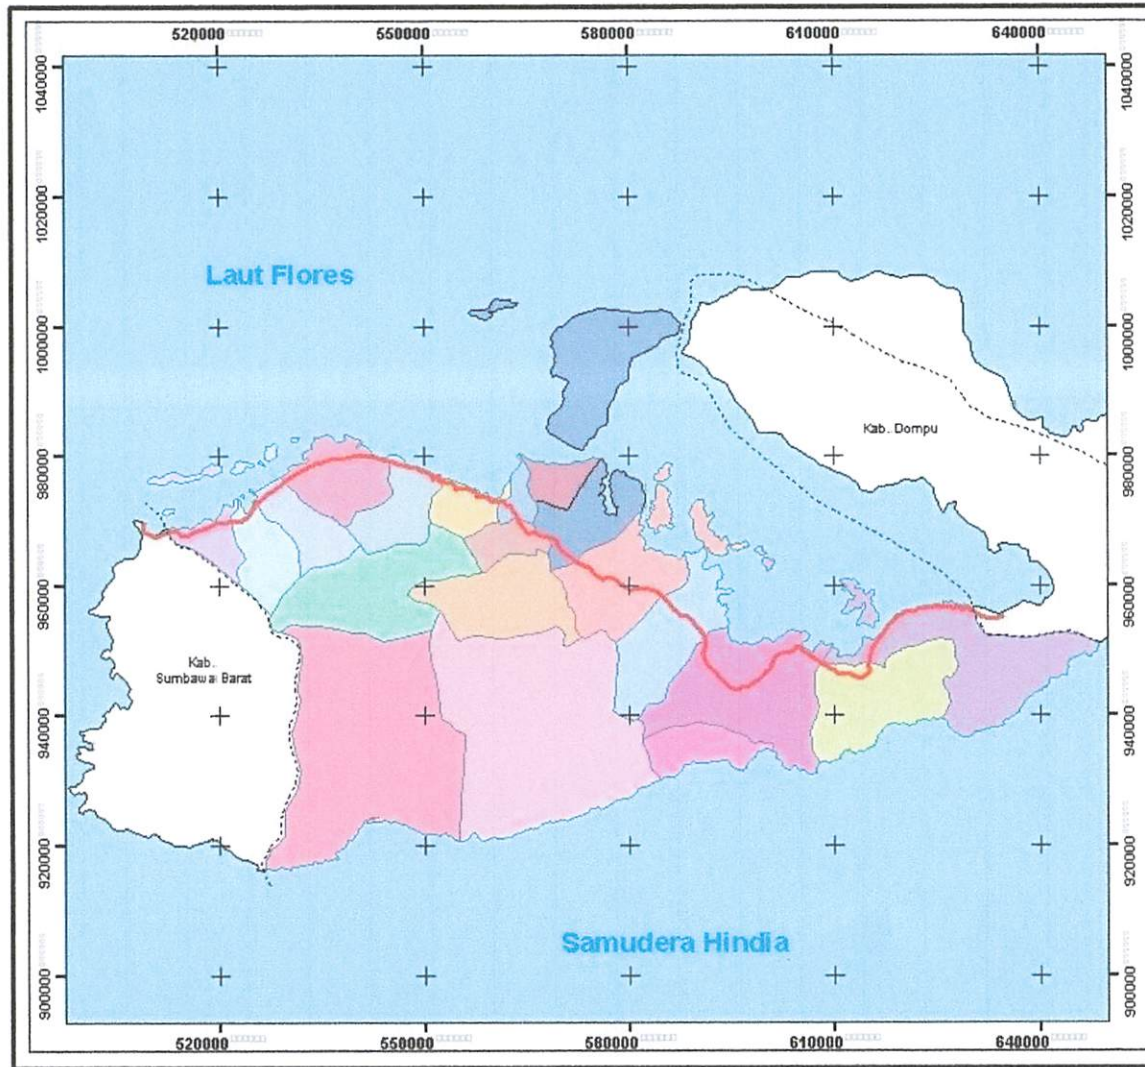 520000 550000 580000 610000 640000
1040000 1040000
1020000 1020000
Laut Flores
1000000 1000000
Kab. Dompu
980000 980000
960000 960000
Kab.
Sumbawa Barat
940000 940000
920000 920000
Samudera Hindia
900000 900000
520000 550000 580000 610000 640000